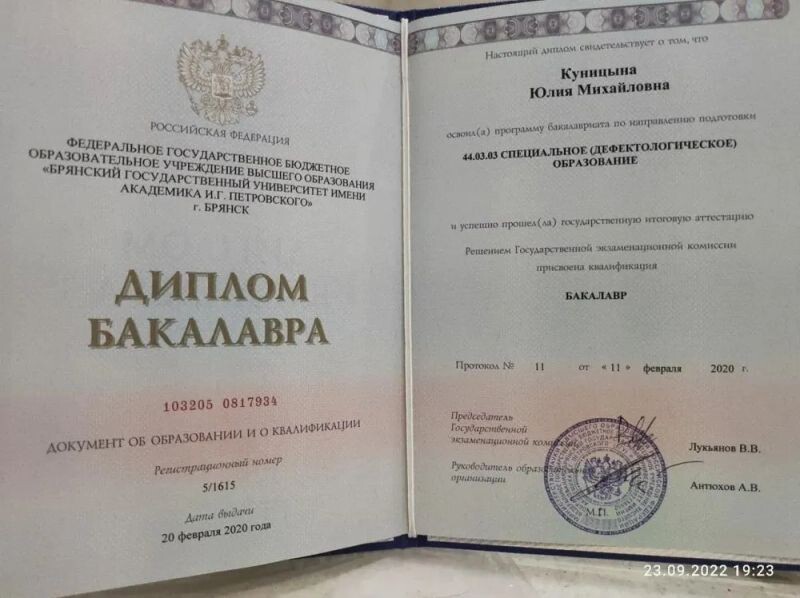 РОССИЙСКАЯ ФЕДЕРАЦИЯ
ФЕДЕРАЛЬНОЕ ГОСУДАРСТВЕННОЕ БЮДЖЕТНОЕ
ОБРАЗОВАТЕЛЬНОЕ УЧРЕЖДЕНИЕ ВЫСШЕГО ОБРАЗОВАНИЯ
«БРЯНСКИЙ ГОСУДАРСТВЕННЫЙ УНИВЕРСИТЕТ ИМЕНИ
АКАДЕМИКА И.Г. ПЕТРОВСКОГО»
г. БРЯНСК
ДИПЛОМ
БАКАЛАВРА
103205 0817934
ДОКУМЕНТ ОБ ОБРАЗОВАНИИ И О КВАЛИФИКАЦИИ
Регистрационный номер
5/1615
Дата выдачи
20 февраля 2020 года
Настоящий диплом свидетельствует о том, что
Куницына
Юлия Михайловна
освоил(а) программу бакалавриата по направлению подготовки
44.03.03 СПЕЦИАЛЬНОЕ (ДЕФЕКТОЛОГИЧЕСКОЕ)
ОБРАЗОВАНИЕ
и успешно прошел(ла) государственную итоговую аттестацию
Решением Государственной экзаменационной комиссии
присвоена квалификация
БАКАЛАВР
Протокол № 11 от «11» февраля 2020 г.
Председатель
Государственной
экзаменационной
Лукьянов В.В.
Руководитель
организации
Антюхов А.В.
М.П.
23.09.2022 19:23